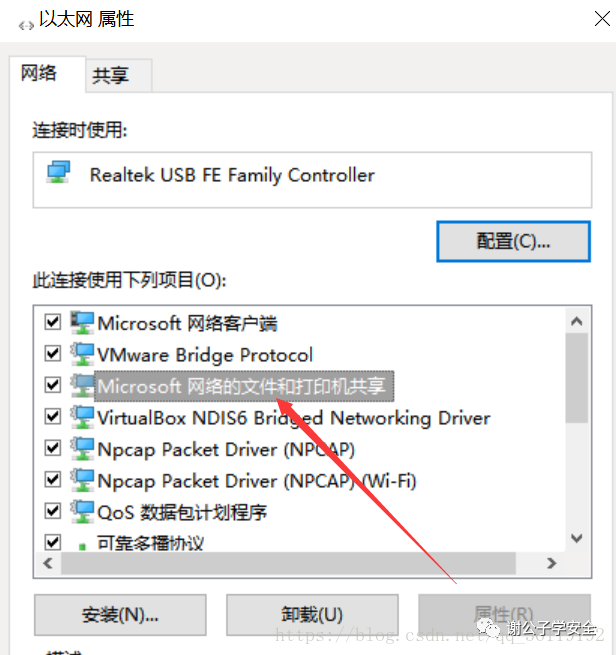 以太网 属性
网络
共享
连接时使用:
Realtek USB FE Family Controller
配置(C)...
此连接使用下列项目(O):
Microsoft 网络客户端
VMware Bridge Protocol
Microsoft 网络的文件和打印机共享
VirtualBox NDIS6 Bridged Networking Driver
Npcap Packet Driver (NPCAP)
Npcap Packet Driver (NPCAP) (Wi-Fi)
QoS 数据包计划程序
可靠多播协议
安装(N)...
卸载(U)
属性(R)
谢公子学安全
https://blog.csdn.net/qq_36119192
描述